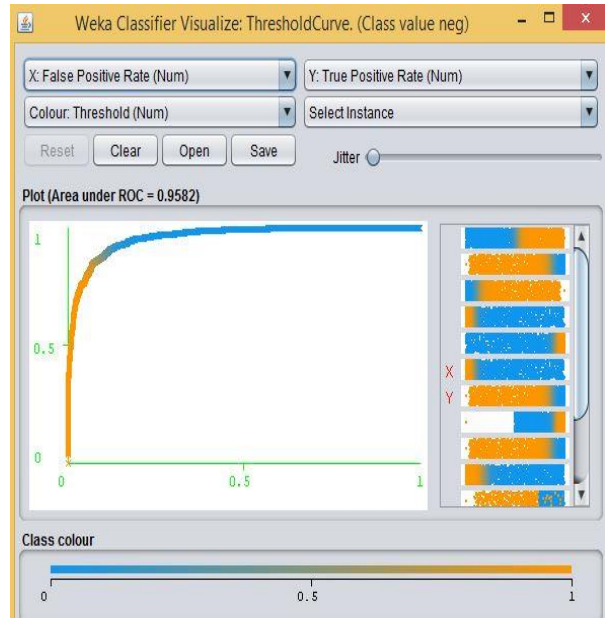 Weka Classifier Visualize: ThresholdCurve. (Class value neg)
X: False Positive Rate (Num)
Y: True Positive Rate (Num)
Colour: Threshold (Num)
Select Instance
Reset
Clear
Open
Save
Jitter
Plot (Area under ROC = 0.9582)
1
0.5
0
0
0.5
1
X
Y
Class colour
0
0.5
1